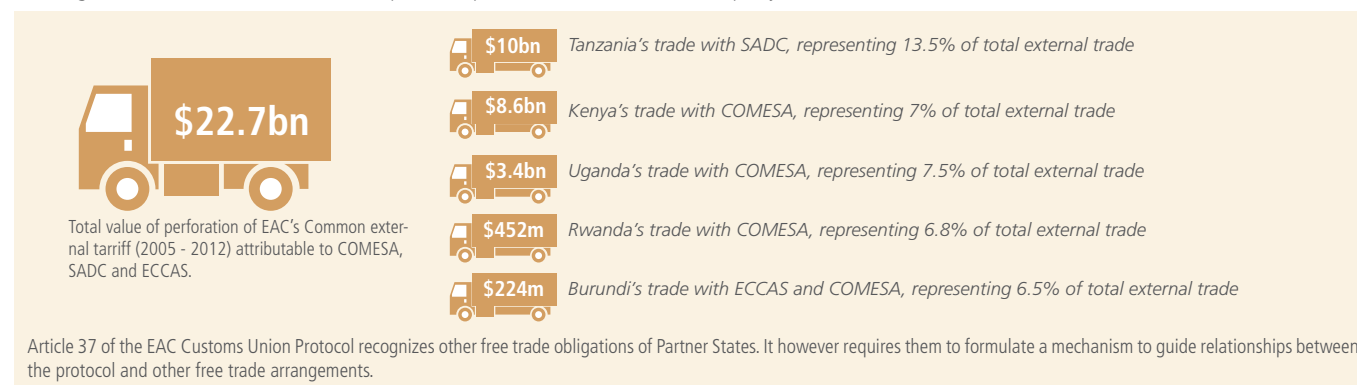 $22.7bn
Total value of perforation of EAC's Common exter-
nal tarriff (2005 - 2012) attributable to COMESA,
SADC and ECCAS.
$10bn Tanzania's trade with SADC, representing 13.5% of total external trade
$8.6bn Kenya's trade with COMESA, representing 7% of total external trade
$3.4bn Uganda's trade with COMESA, representing 7.5% of total external trade
$452m Rwanda's trade with COMESA, representing 6.8% of total external trade
$224m Burundi's trade with ECCAS and COMESA, representing 6.5% of total external trade
Article 37 of the EAC Customs Union Protocol recognizes other free trade obligations of Partner States. It however requires them to formulate a mechanism to guide relationships between
the protocol and other free trade arrangements.